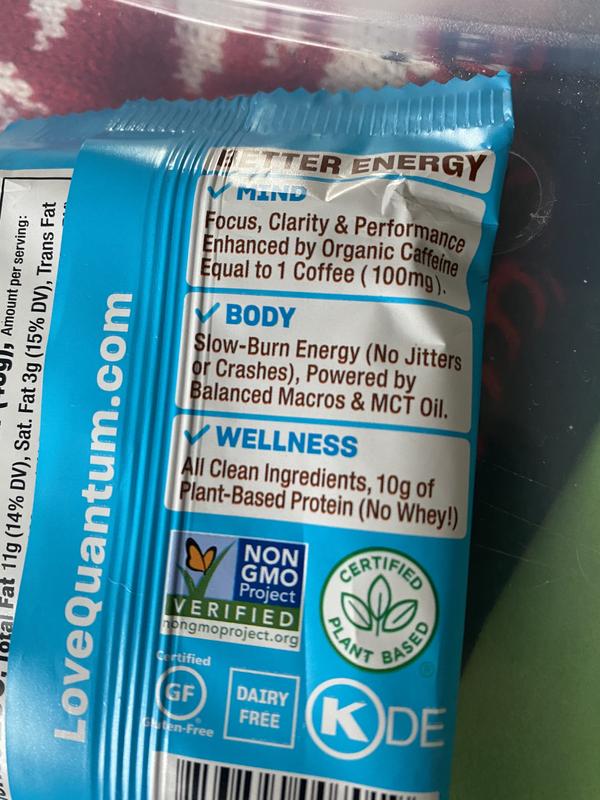 BETTER ENERGY
MIND
Focus, Clarity & Performance
Enhanced by Organic Caffeine
Equal to 1 Coffee (100mg).
BODY
Slow-Burn Energy (No Jitters
or Crashes), Powered by
Balanced Macros & MCT Oil.
WELLNESS
All Clean Ingredients, 10g of
Plant-Based Protein (No Whey!)
NON
GMO
Project
VERIFIED
nongmoproject.org
CERTIFIED
PLANT BASED
Certified
GF
Gluten-Free
DAIRY
FREE
K DE
LoveQuantum.com
Amount per serving:
Total Fat 11g (14% DV), Sat. Fat 3g (15% DV), Trans Fat